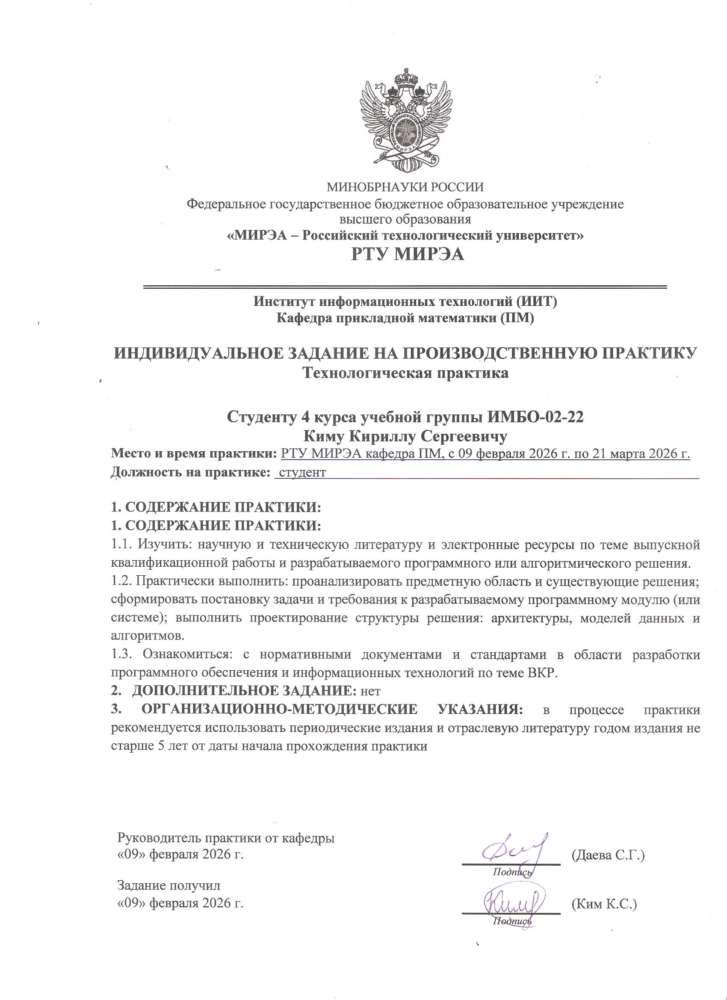 МИНОБРНАУКИ РОССИИ
Федеральное государственное бюджетное образовательное учреждение
высшего образования
«МИРЭА – Российский технологический университет»
РТУ МИРЭА
Институт информационных технологий (ИИТ)
Кафедра прикладной математики (ПМ)
ИНДИВИДУАЛЬНОЕ ЗАДАНИЕ НА ПРОИЗВОДСТВЕННУЮ ПРАКТИКУ
Технологическая практика
Студенту 4 курса учебной группы ИМБО-02-22
Киму Кириллу Сергеевичу
Место и время практики: РТУ МИРЭА кафедра ПМ, с 09 февраля 2026 г. по 21 марта 2026 г.
Должность на практике: студент
1. СОДЕРЖАНИЕ ПРАКТИКИ:
1. СОДЕРЖАНИЕ ПРАКТИКИ:
1.1. Изучить: научную и техническую литературу и электронные ресурсы по теме выпускной
квалификационной работы и разрабатываемого программного или алгоритмического решения.
1.2. Практически выполнить: проанализировать предметную область и существующие решения;
сформировать постановку задачи и требования к разрабатываемому программному модулю (или
системе); выполнить проектирование структуры решения: архитектуры, моделей данных и
алгоритмов.
1.3. Ознакомиться: с нормативными документами и стандартами в области разработки
программного обеспечения и информационных технологий по теме ВКР.
2. ДОПОЛНИТЕЛЬНОЕ ЗАДАНИЕ: нет
3. ОРГАНИЗАЦИОННО-МЕТОДИЧЕСКИЕ УКАЗАНИЯ: в процессе практики
рекомендуется использовать периодические издания и отраслевую литературу годом издания не
старше 5 лет от даты начала прохождения практики
Руководитель практики от кафедры
«09» февраля 2026 г.
(Даева С.Г.)
Подпись
Задание получил
«09» февраля 2026 г.
(Ким К.С.)
Подпись